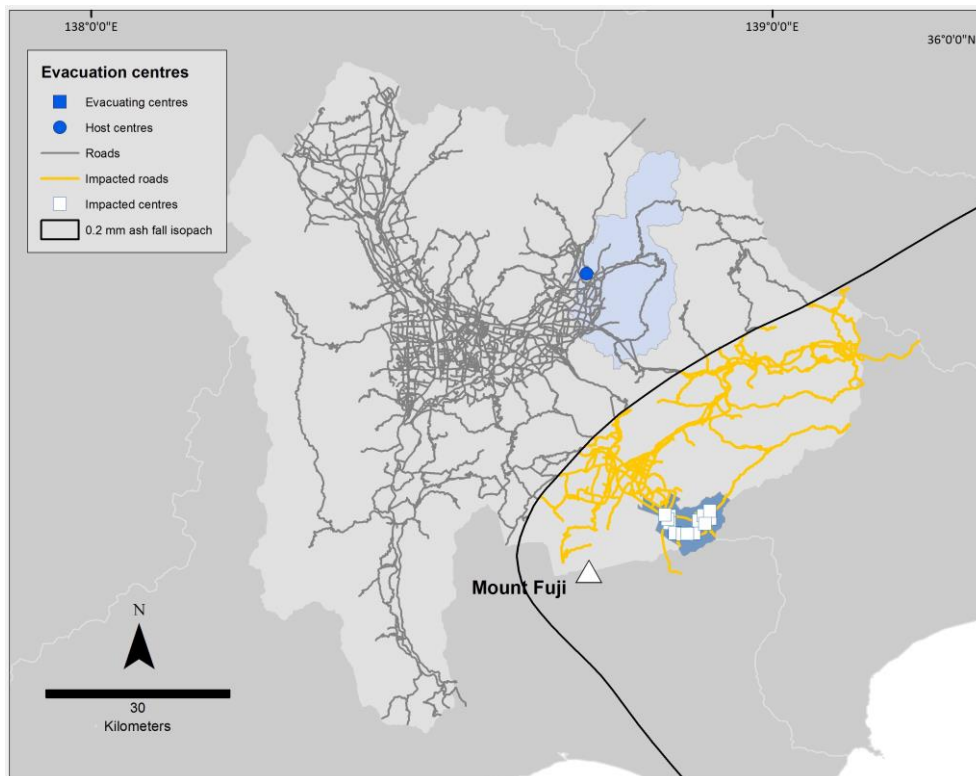 138°0'0"E
139°0'0"E
36°0'0"N
Evacuation centres
Evacuating centres
Host centres
Roads
Impacted roads
Impacted centres
0.2 mm ash fall isopach
Mount Fuji
N
30
Kilometers